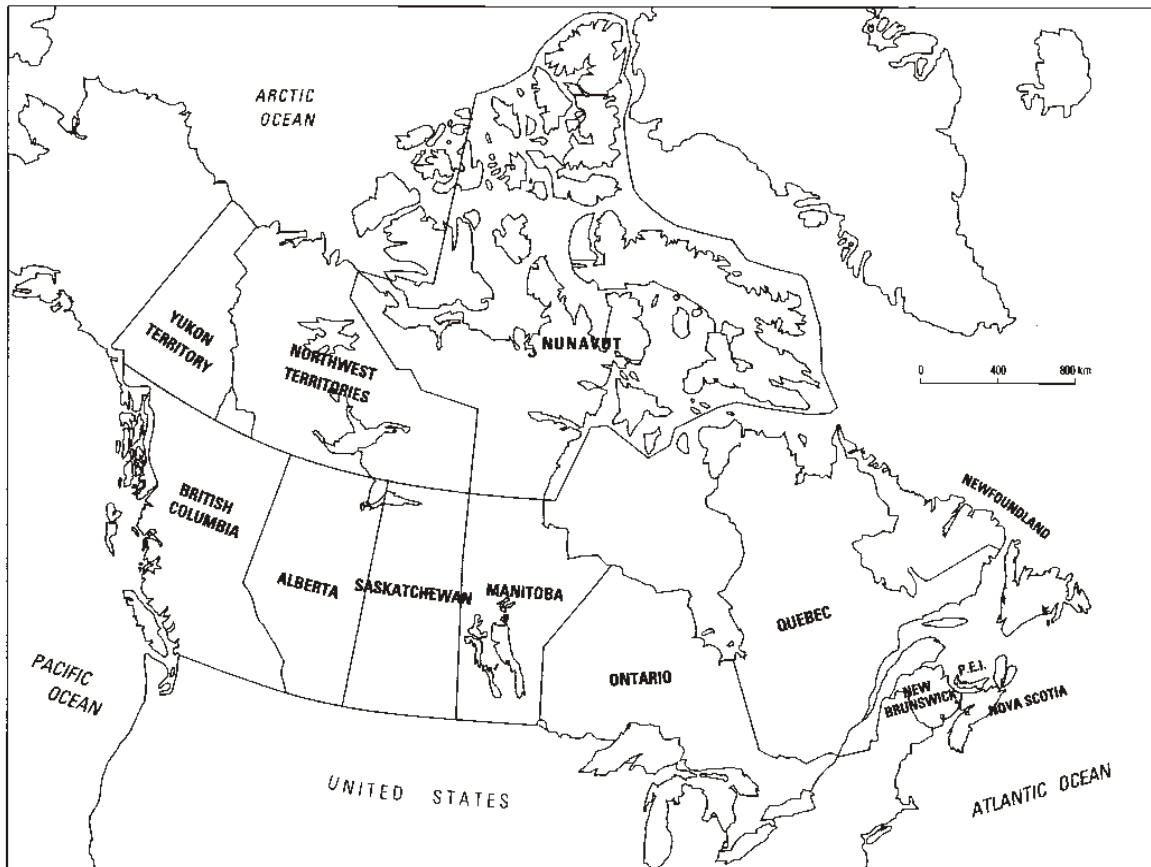 ARCTIC
OCEAN
YUKON
TERRITORY
NORTHWEST
TERRITORIES
NUNAVUT
0 400 800 km
BRITISH
COLUMBIA
ALBERTA
SASKATCHEWAN
MANITOBA
ONTARIO
QUEBEC
NEWFOUNDLAND
P.E.I.
NEW
BRUNSWICK
NOVA SCOTIA
PACIFIC
OCEAN
UNITED STATES
ATLANTIC OCEAN